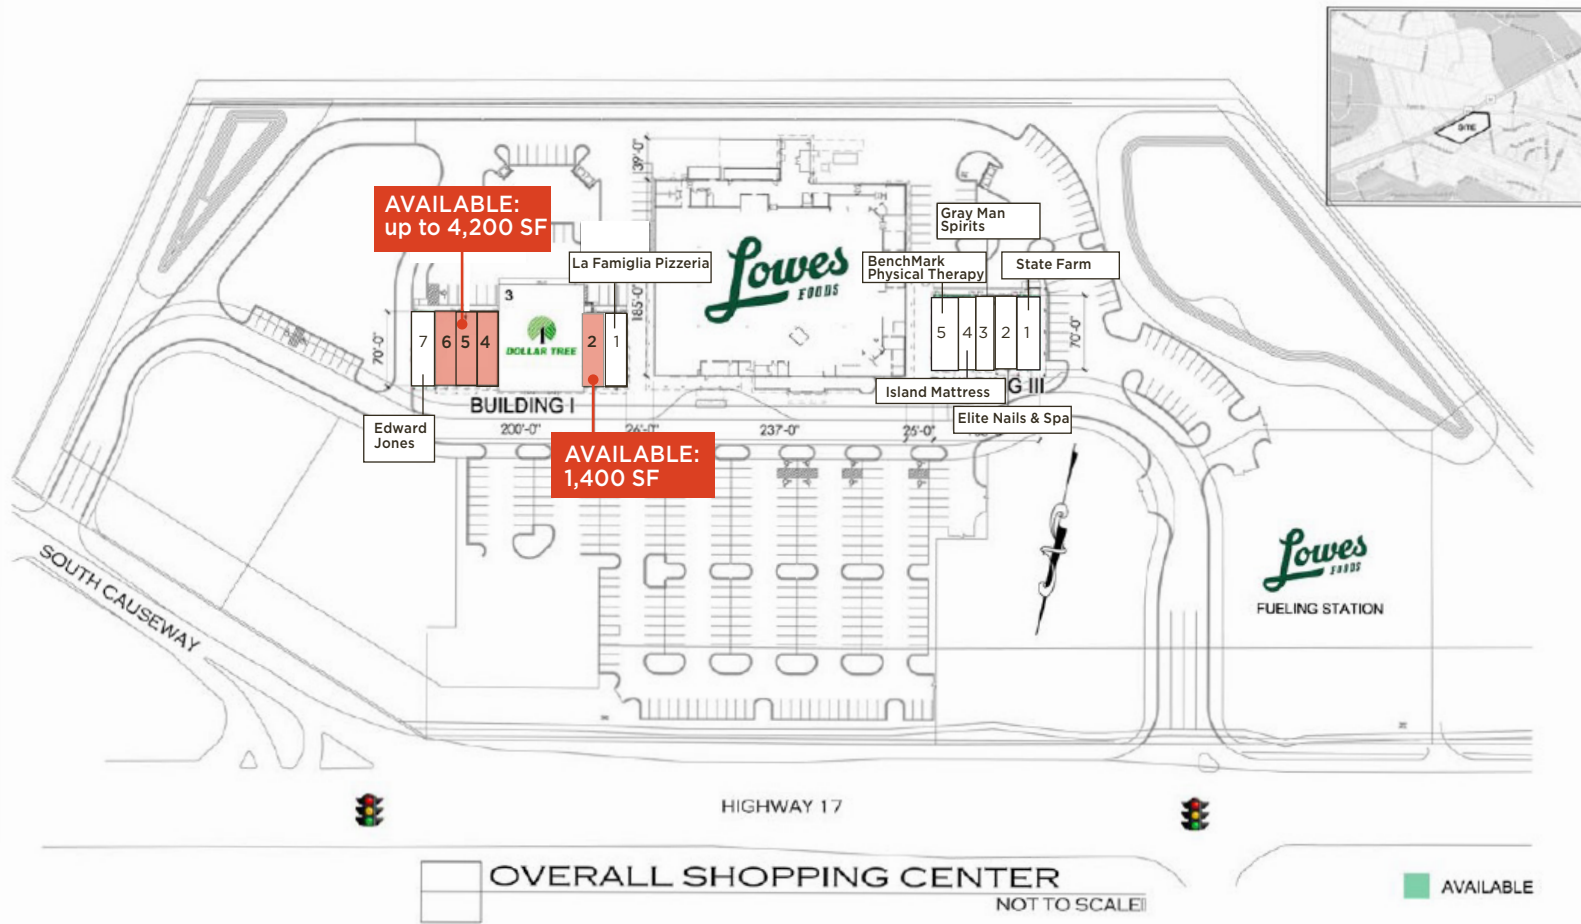 SITE
AVAILABLE:
up to 4,200 SF
39'-0"
Gray Man
Spirits
La Famiglia Pizzeria
Lowes
FOODS
BenchMark
Physical Therapy
State Farm
185'-0"
3
DOLLAR TREE
70'-0"
7
6
5
4
2
1
5
4
3
2
1
70'-0"
BUILDING I
Island Mattress
G III
Elite Nails & Spa
Edward
Jones
200'-0"
26'-0"
237'-0"
25'-0"
AVAILABLE:
1,400 SF
SOUTH CAUSEWAY
Lowes
FOODS
FUELING STATION
HIGHWAY 17
OVERALL SHOPPING CENTER
NOT TO SCALE
AVAILABLE